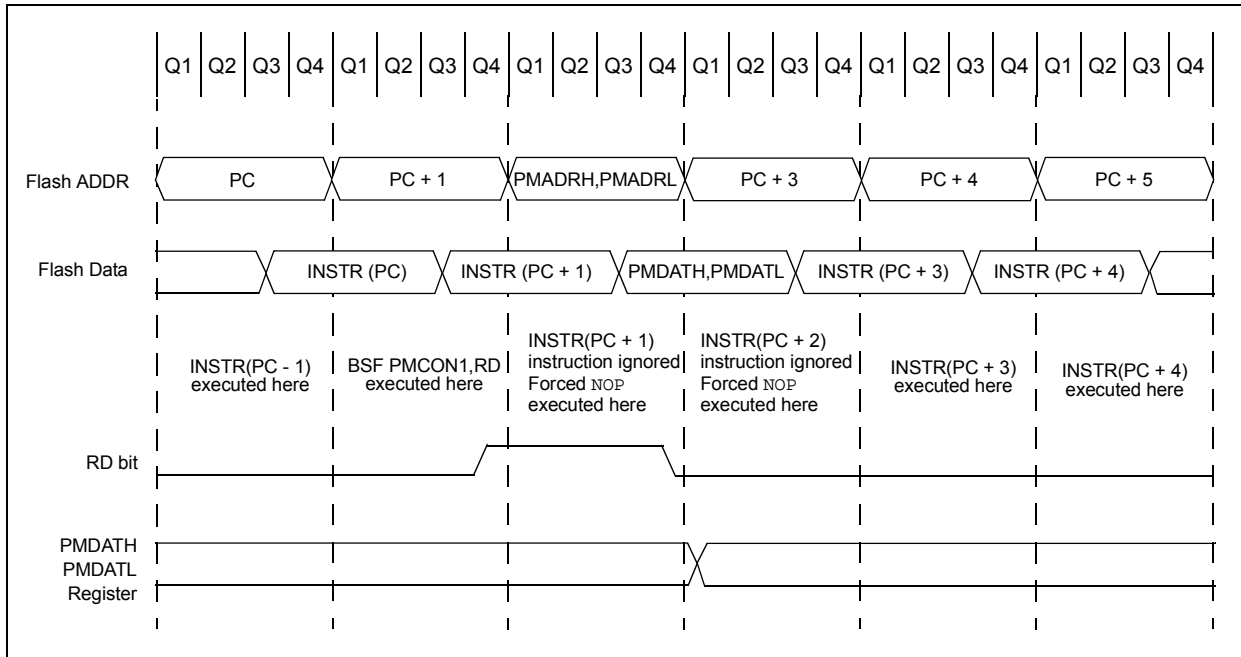 Q1 Q2 Q3 Q4 Q1 Q2 Q3 Q4 Q1 Q2 Q3 Q4 Q1 Q2 Q3 Q4 Q1 Q2 Q3 Q4 Q1 Q2 Q3 Q4
Flash ADDR PC PC + 1 PMADRH,PMADRL PC + 3 PC + 4 PC + 5
Flash Data INSTR (PC) INSTR (PC + 1) PMDATH,PMDATL INSTR (PC + 3) INSTR (PC + 4)
INSTR(PC - 1)
executed here
BSF PMCON1,RD
executed here
INSTR(PC + 1)
instruction ignored
Forced NOP
executed here
INSTR(PC + 2)
instruction ignored
Forced NOP
executed here
INSTR(PC + 3)
executed here
INSTR(PC + 4)
executed here
RD bit
PMDATH
PMDATL
Register